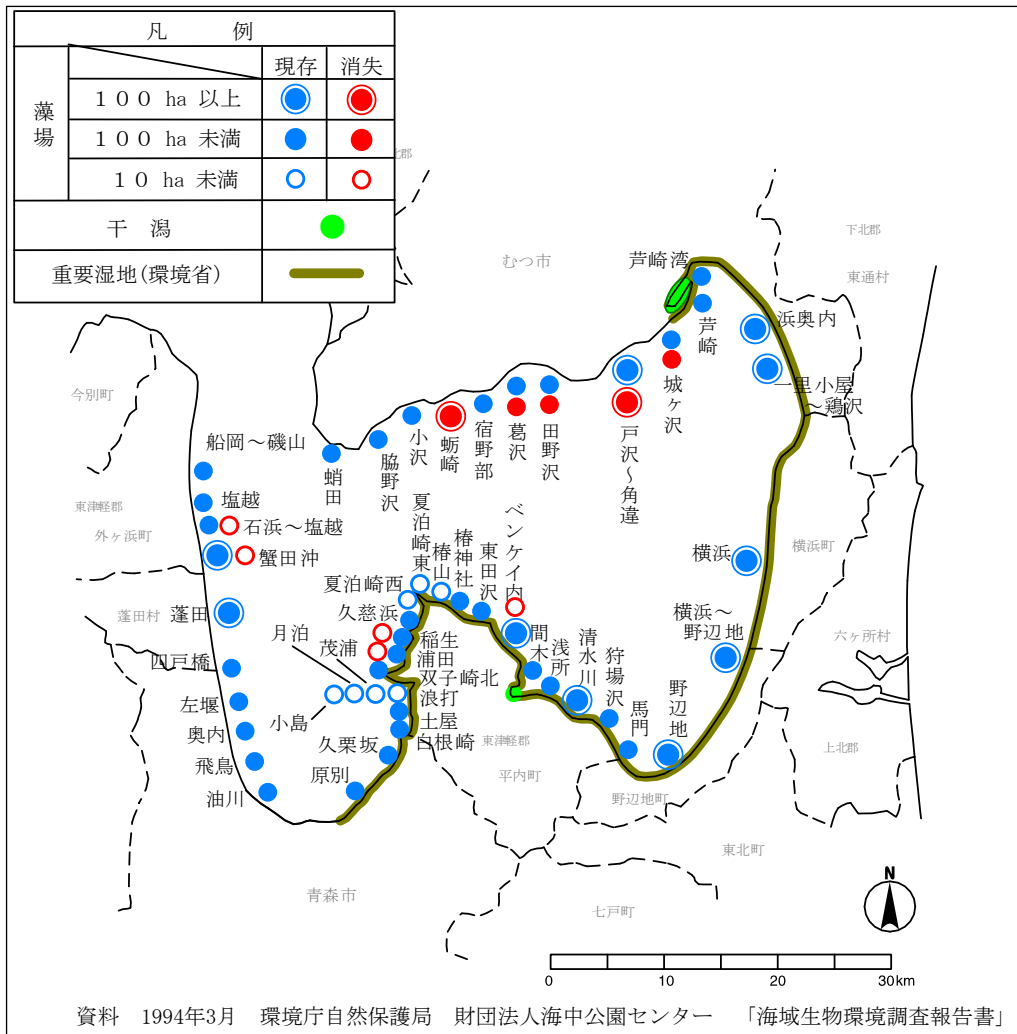 凡 例
藻場
現存 消失
１００ ha 以上
１００ ha 未満
１０ ha 未満
干 潟
重要湿地(環境省)
北郡
下北郡
東通村
むつ市
芦崎湾
芦崎
浜奥内
一里小屋
～鶏沢
城ヶ沢
戸沢～角違
田野沢
葛沢
宿野部
蛎崎
小沢
脇野沢
蛸田
今別町
船岡～磯山
塩越
石浜～塩越
蟹田沖
東津軽郡
外ヶ浜町
蓬田村
蓬田
四戸橋
左堰
奥内
飛鳥
油川
夏泊崎東
椿山
椿神社
東田沢
ベンケイ内
夏泊崎西
久慈浜
月泊
茂浦
稲生
浦田
双子崎北
浪打
土屋
白根崎
小島
久栗坂
原別
間木
浅所
清水川
狩場沢
馬門
野辺地
横浜
横浜～
野辺地
横浜町
六ヶ所村
上北郡
東津軽郡
平内町
野辺地町
東北町
七戸町
青森市
N
0 10 20 30km
資料 1994年3月 環境庁自然保護局 財団法人海中公園センター 「海域生物環境調査報告書」